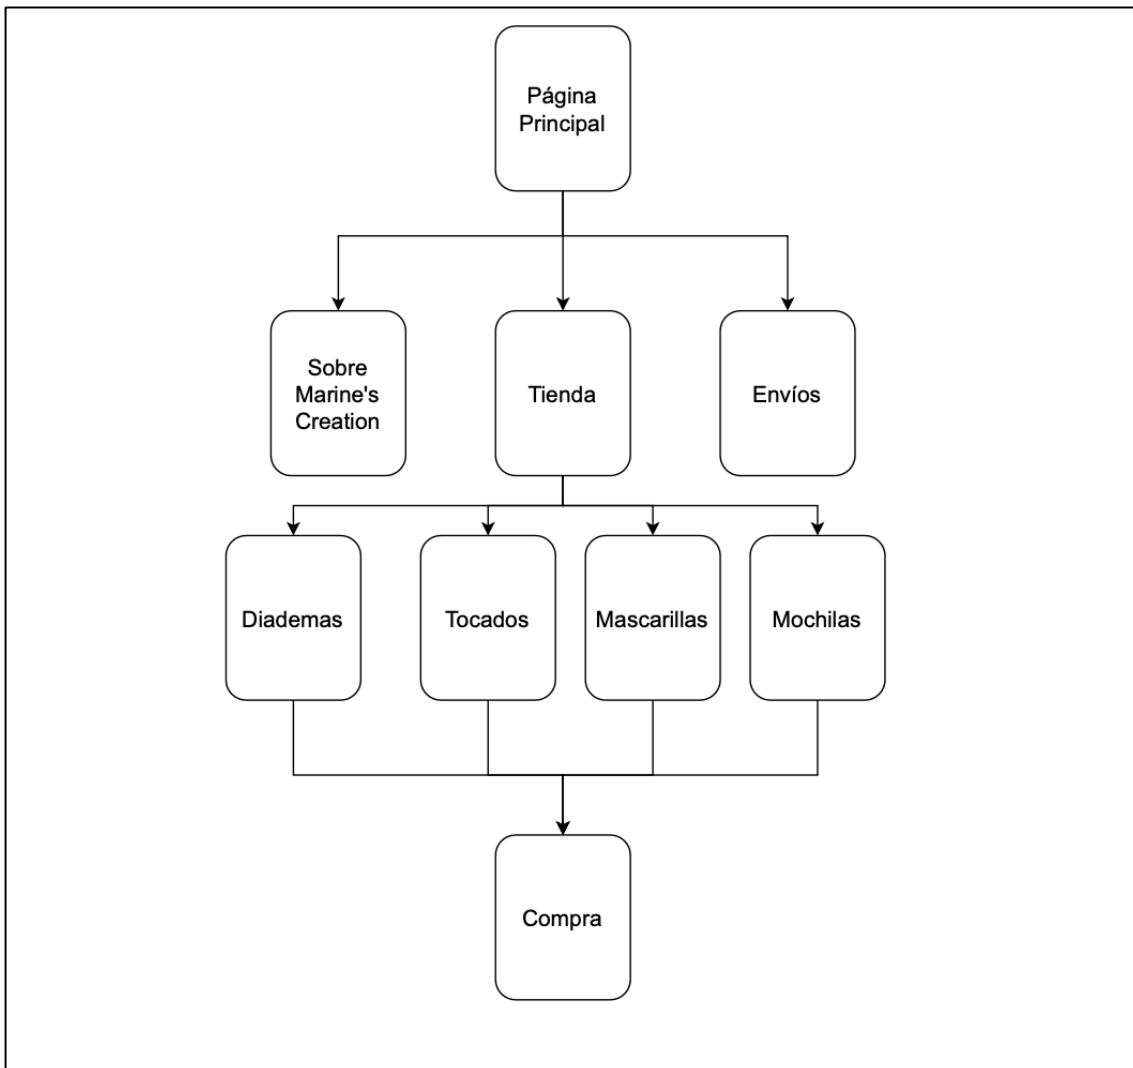 Página
Principal
Sobre
Marine's
Creation
Tienda
Envíos
Diademas
Tocados
Mascarillas
Mochilas
Compra